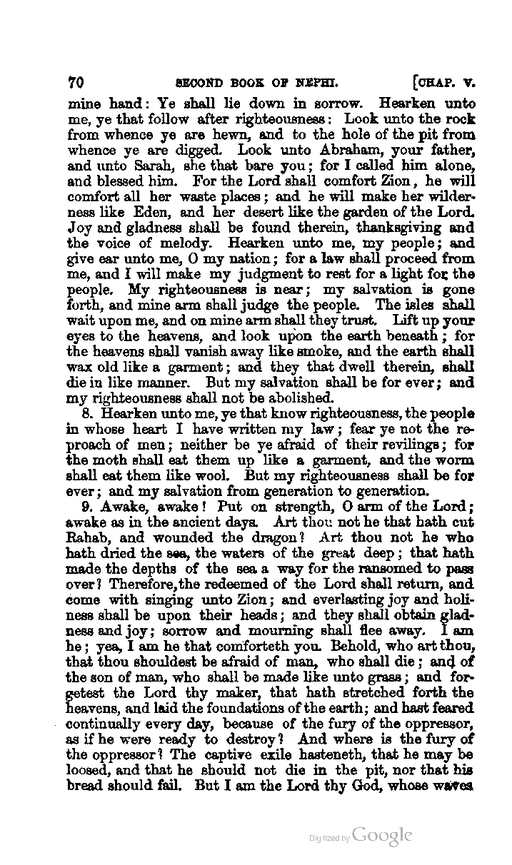 70 SECOND BOOK OF NEPHI. [CHAP. V.
mine hand: Ye shall lie down in sorrow. Hearken unto
me, ye that follow after righteousness: Look unto the rock
from whence ye are hewn, and to the hole of the pit from
whence ye are digged. Look unto Abraham, your father,
and unto Sarah, she that bare you; for I called him alone,
and blessed him. For the Lord shall comfort Zion, he will
comfort all her waste places; and he will make her wilder-
ness like Eden, and her desert like the garden of the Lord.
Joy and gladness shall be found therein, thanksgiving and
the voice of melody. Hearken unto me, my people; and
give ear unto me, O my nation; for a law shall proceed from
me, and I will make my judgment to rest for a light for the
people. My righteousness is near; my salvation is gone
forth, and mine arm shall judge the people. The isles shall
wait upon me, and on mine arm shall they trust. Lift up your
eyes to the heavens, and look upon the earth beneath; for
the heavens shall vanish away like smoke, and the earth shall
wax old like a garment; and they that dwell therein, shall
die in like manner. But my salvation shall be for ever; and
my righteousness shall not be abolished.
8. Hearken unto me, ye that know righteousness, the people
in whose heart I have written my law; fear ye not the re-
proach of men; neither be ye afraid of their revilings; for
the moth shall eat them up like a garment, and the worm
shall eat them like wool. But my righteousness shall be for
ever; and my salvation from generation to generation.
9. Awake, awake! Put on strength, O arm of the Lord;
awake as in the ancient days. Art thou not he that hath cut
Rahab, and wounded the dragon? Art thou not he who
hath dried the sea, the waters of the great deep; that hath
made the depths of the sea a way for the ransomed to pass
over? Therefore, the redeemed of the Lord shall return, and
come with singing unto Zion; and everlasting joy and holi-
ness shall be upon their heads; and they shall obtain glad-
ness and joy; sorrow and mourning shall flee away. I am
he; yea, I am he that comforteth you. Behold, who art thou,
that thou shouldest be afraid of man, who shall die; and of
the son of man, who shall be made like unto grass; and for-
getest the Lord thy maker, that hath stretched forth the
heavens, and laid the foundations of the earth; and hast feared
continually every day, because of the fury of the oppressor,
as if he were ready to destroy? And where is the fury of
the oppressor? The captive exile hasteneth, that he may be
loosed, and that he should not die in the pit, nor that his
bread should fail. But I am the Lord thy God, whose waves
Digitized by Google